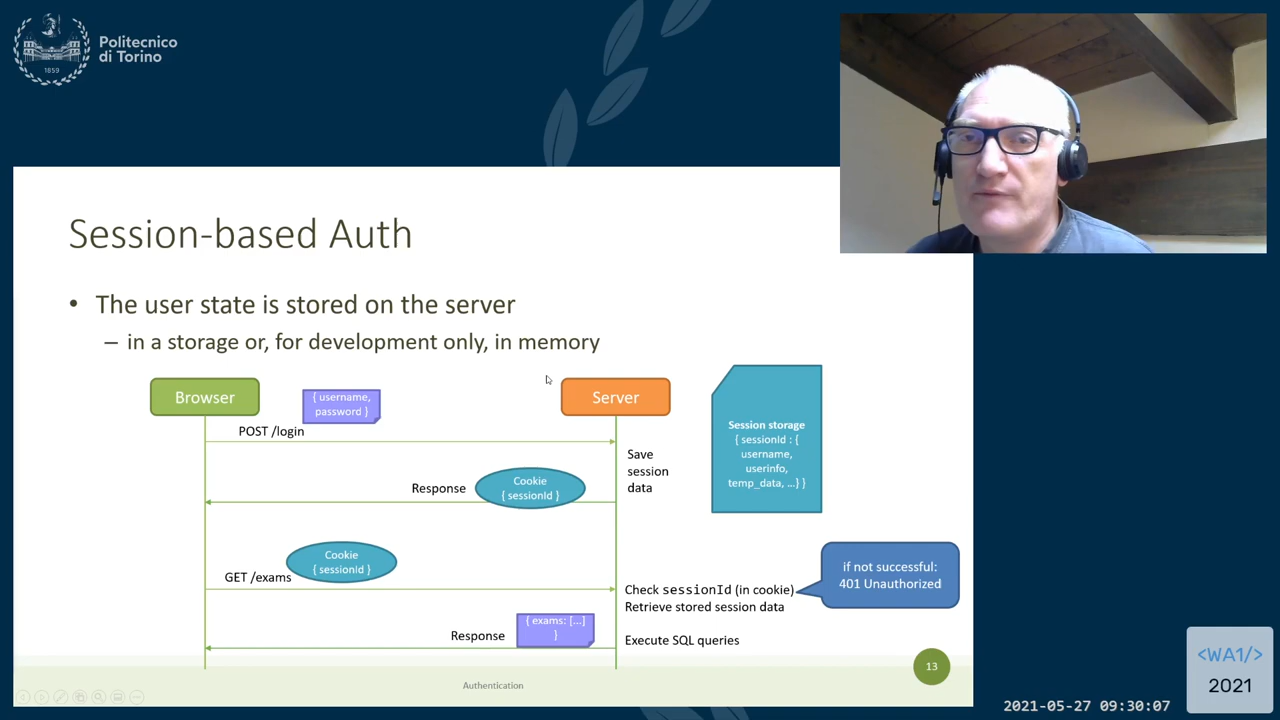 Politecnico
di Torino
1859
Session-based Auth
• The user state is stored on the server
– in a storage or, for development only, in memory
Browser
{ username,
password }
Server
POST /login
Session storage
{ sessionId : {
username,
userinfo,
temp_data, ...} }
Save
session
data
Response
Cookie
{ sessionId }
Cookie
{ sessionId }
GET /exams
Check sessionId (in cookie)
Retrieve stored session data
if not successful:
401 Unauthorized
{ exams: [...]
}
Response
Execute SQL queries
Authentication
13
<WA1/>
2021
2021-05-27 09:30:07